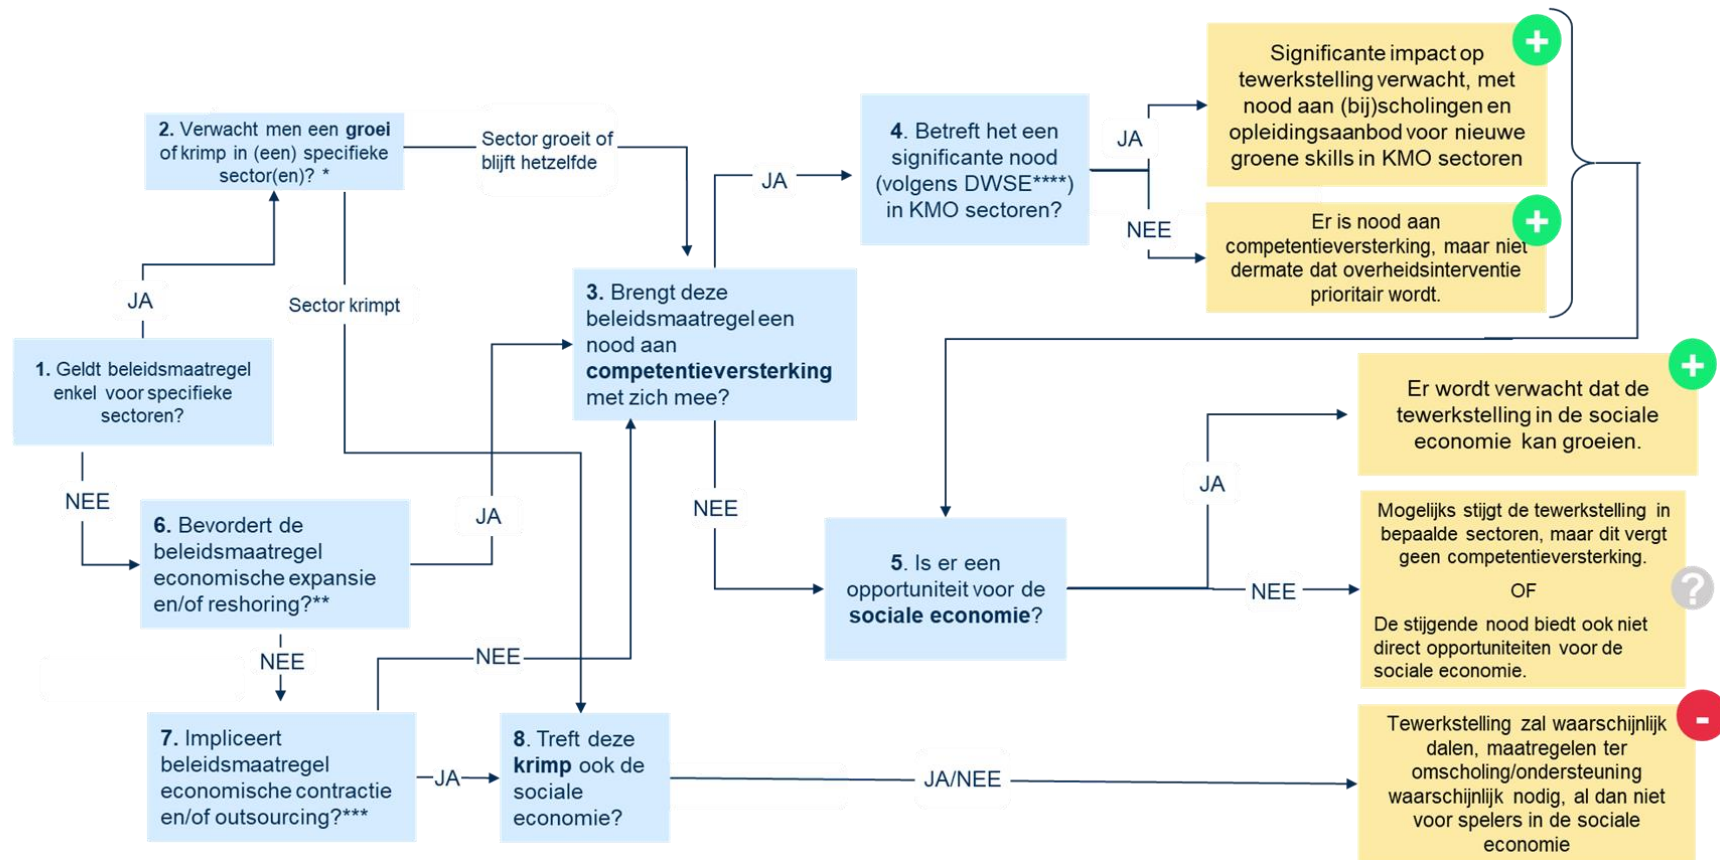 2. Verwacht men een groei
of krimp in (een) specifieke
sector(en)? *
Sector groeit of
blijft hetzelfde
JA
Sector krimpt
1. Geldt beleidsmaatregel
enkel voor specifieke
sectoren?
NEE
6. Bevordert de
beleidsmaatregel
economische expansie
en/of reshoring?**
JA
NEE
7. Impliceert
beleidsmaatregel
economische contractie
en/of outsourcing?***
NEE
JA
8. Treft deze
krimp ook de
sociale
economie?
JA/NEE
3. Brengt deze
beleidsmaatregel een
nood aan
competentieversterking
met zich mee?
JA
NEE
4. Betreft het een
significante nood
(volgens DWSE****)
in KMO sectoren?
JA
NEE
+
Significante impact op
tewerkstelling verwacht, met
nood aan (bij)scholingen en
opleidingsaanbod voor nieuwe
groene skills in KMO sectoren
+
Er is nood aan
competentieversterking, maar niet
dermate dat overheidsinterventie
prioritair wordt.
5. Is er een
opportuniteit voor de
sociale economie?
JA
NEE
+
Er wordt verwacht dat de
tewerkstelling in de sociale
economie kan groeien.
Mogelijks stijgt de tewerkstelling in
bepaalde sectoren, maar dit vergt
geen competentieversterking.
OF
?
De stijgende nood biedt ook niet
direct opportuniteiten voor de
sociale economie.
-
Tewerkstelling zal waarschijnlijk
dalen, maatregelen ter
omscholing/ondersteuning
waarschijnlijk nodig, al dan niet
voor spelers in de sociale
economie